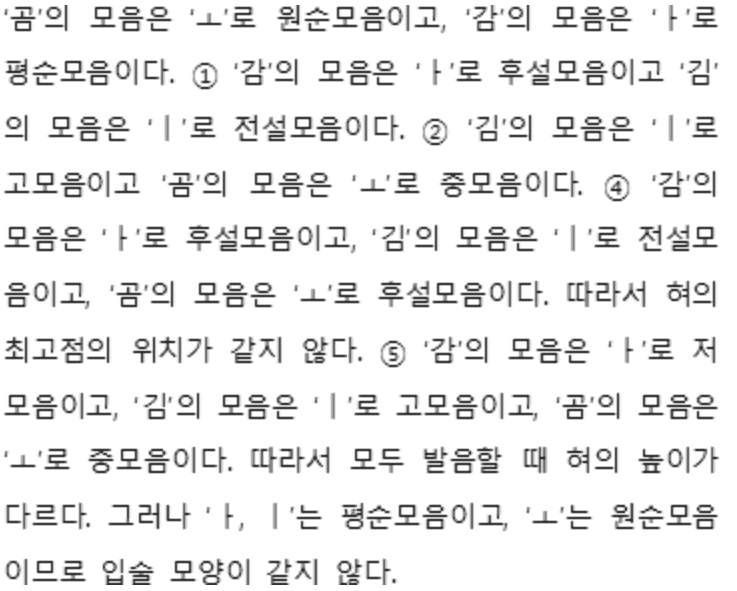 ‘곰’의 모음은 ‘ㅗ’로 원순모음이고, ‘감’의 모음은 ‘ㅏ’로
평순모음이다. ① ‘감’의 모음은 ‘ㅏ’로 후설모음이고 ‘김’
의 모음은 ‘ㅣ’로 전설모음이다. ② ‘김’의 모음은 ‘ㅣ’로
고모음이고 ‘곰’의 모음은 ‘ㅗ’로 중모음이다. ④ ‘감’의
모음은 ‘ㅏ’로 후설모음이고, ‘김’의 모음은 ‘ㅣ’로 전설모
음이고, ‘곰’의 모음은 ‘ㅗ’로 후설모음이다. 따라서 혀의
최고점의 위치가 같지 않다. ⑤ ‘감’의 모음은 ‘ㅏ’로 저
모음이고, ‘김’의 모음은 ‘ㅣ’로 고모음이고, ‘곰’의 모음은
‘ㅗ’로 중모음이다. 따라서 모두 발음할 때 혀의 높이가
다르다. 그러나 ‘ㅏ, ㅣ’는 평순모음이고, ‘ㅗ’는 원순모음
이므로 입술 모양이 같지 않다.